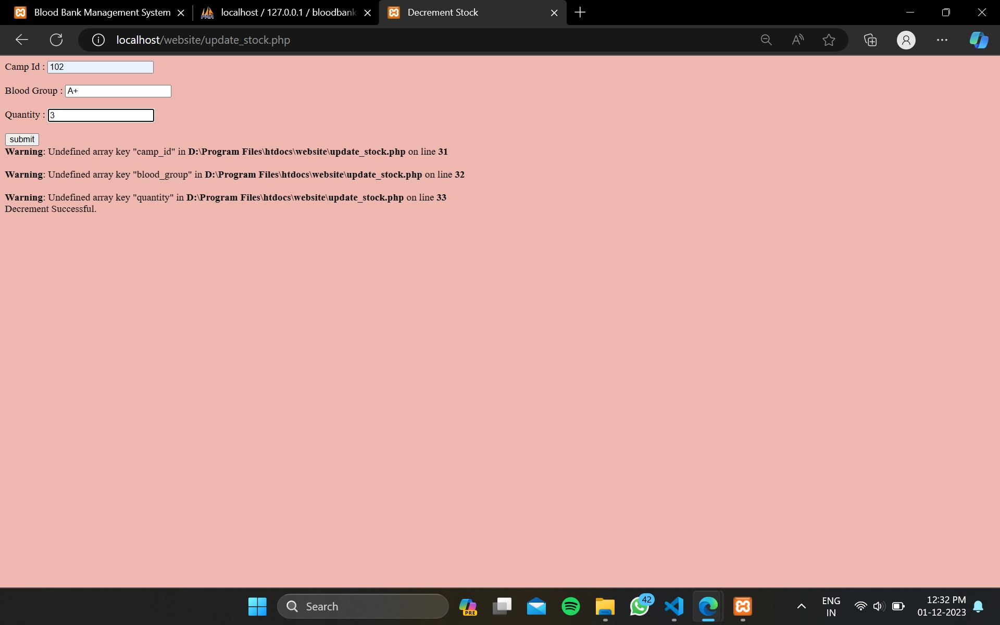 Blood Bank Management System
localhost / 127.0.0.1 / bloodbank
Decrement Stock
localhost/website/update_stock.php
Camp Id : 102
Blood Group : A+
Quantity : 3
submit
Warning: Undefined array key "camp_id" in D:\Program Files\htdocs\website\update_stock.php on line 31
Warning: Undefined array key "blood_group" in D:\Program Files\htdocs\website\update_stock.php on line 32
Warning: Undefined array key "quantity" in D:\Program Files\htdocs\website\update_stock.php on line 33
Decrement Successful.
Search
PRE
42
ENG
IN
12:32 PM
01-12-2023